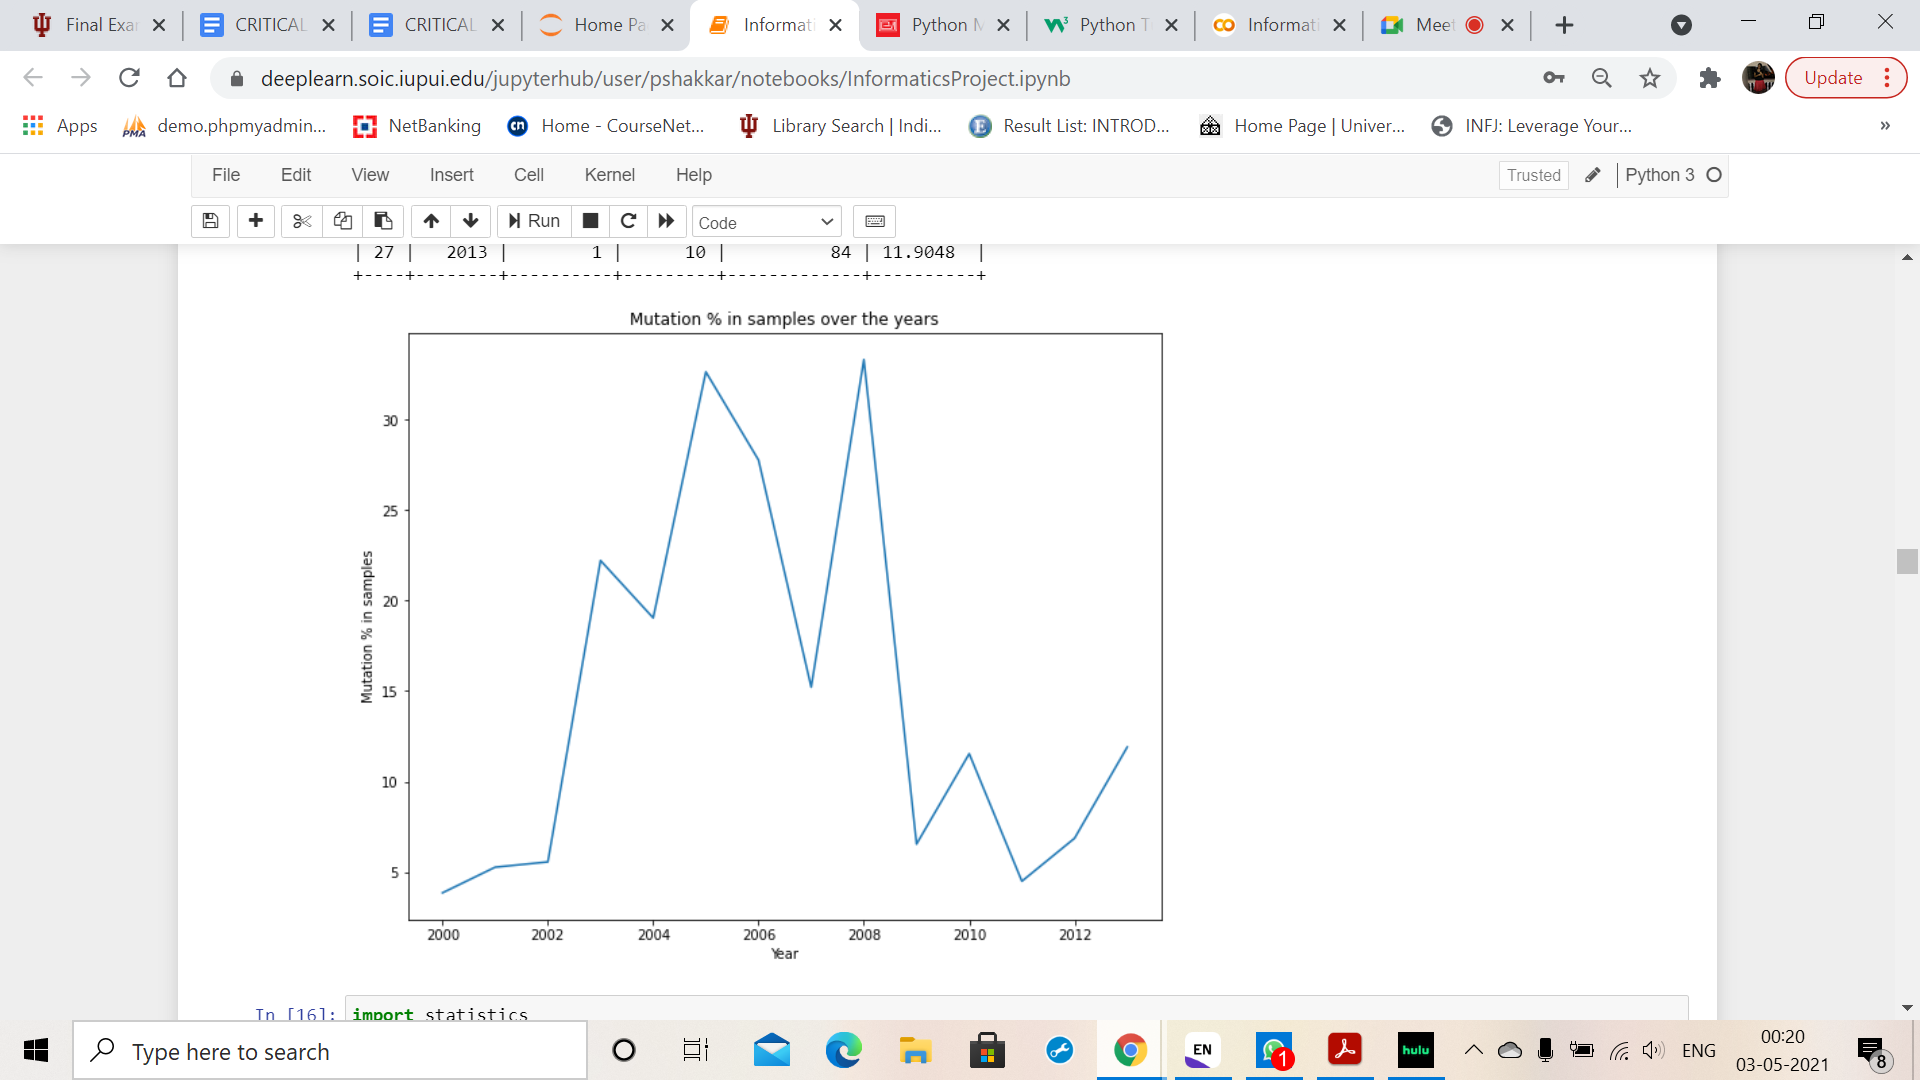 Final Exa CRITICAL CRITICAL Home Pa Informati Python M Python T Informati Meet
deeplearn.soic.iupui.edu/jupyterhub/user/pshakkar/notebooks/InformaticsProject.ipynb Update
Apps demo.phpmyadmin... NetBanking Home - CourseNet... Library Search | Indi... Result List: INTROD... Home Page | Univer... INFJ: Leverage Your... »
File Edit View Insert Cell Kernel Help Trusted Python 3
Run Code
| 27 | 2013 | 1 | 10 | 84 | 11.9048 |
+----+--------+----------+---------+-------------+----------+
Mutation % in samples over the years
30
25
20
15
10
5
Mutation % in samples
2000 2002 2004 2006 2008 2010 2012
Year
In [16]: import statistics
Type here to search EN 1 hulu ENG 00:20
03-05-2021 8